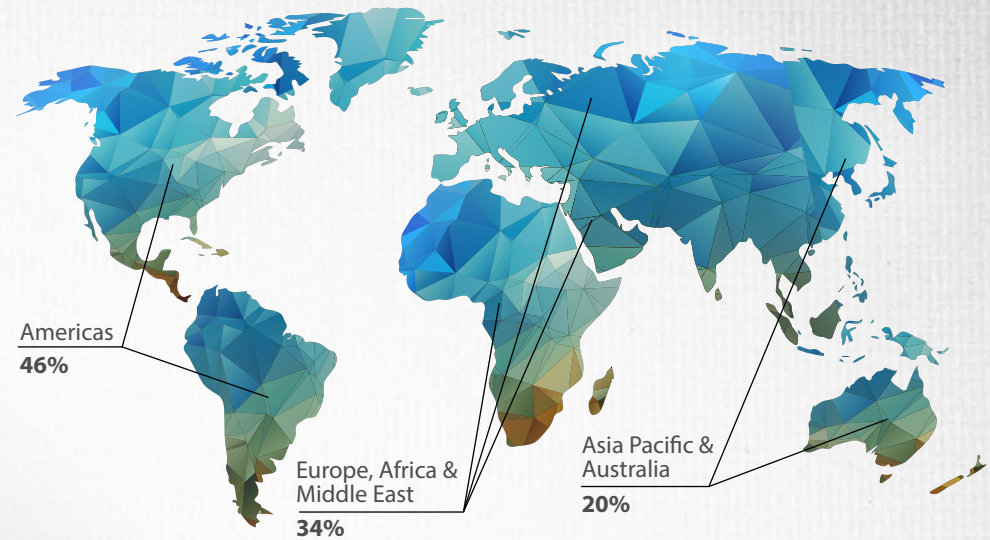 Americas
46%
Europe, Africa &
Middle East
34%
Asia Pacific &
Australia
20%